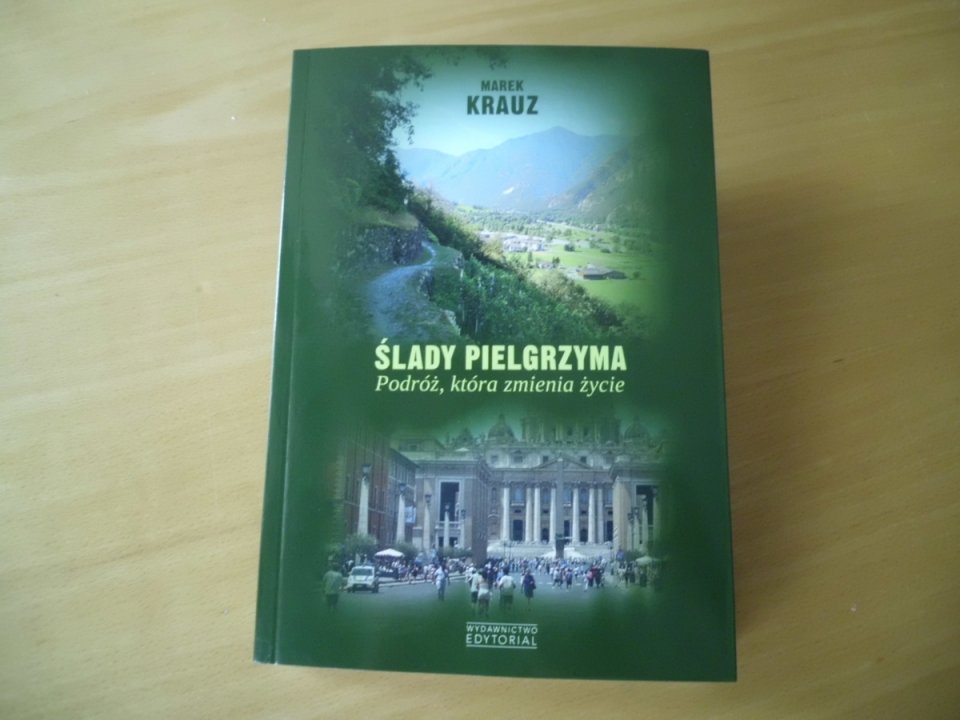 MAREK
KRAUZ
ŚLADY PIELGRZYMA
Podróż, która zmienia życie
WYDAWNICTWO
EDYTORIAL